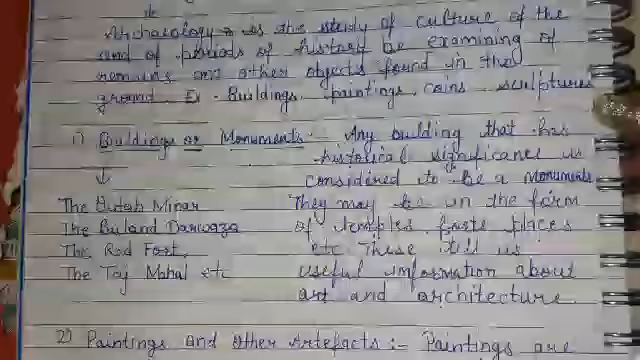 Archaeology is the study of culture of the
and of periods of history be examining of
remains and other objects found in the
ground. Ex Buildings, paintings, coins, sculptures
1) Buildings or Monuments. Any building that has
historical significance is
considered to be a Monuments
The Qutab Minar They may be in the form
The Buland Darwaza of temples, forts places
The Red Fort. etc These tell us
The Taj Mahal etc useful information about
art and architecture
2) Paintings and Other Artefacts :- Paintings are